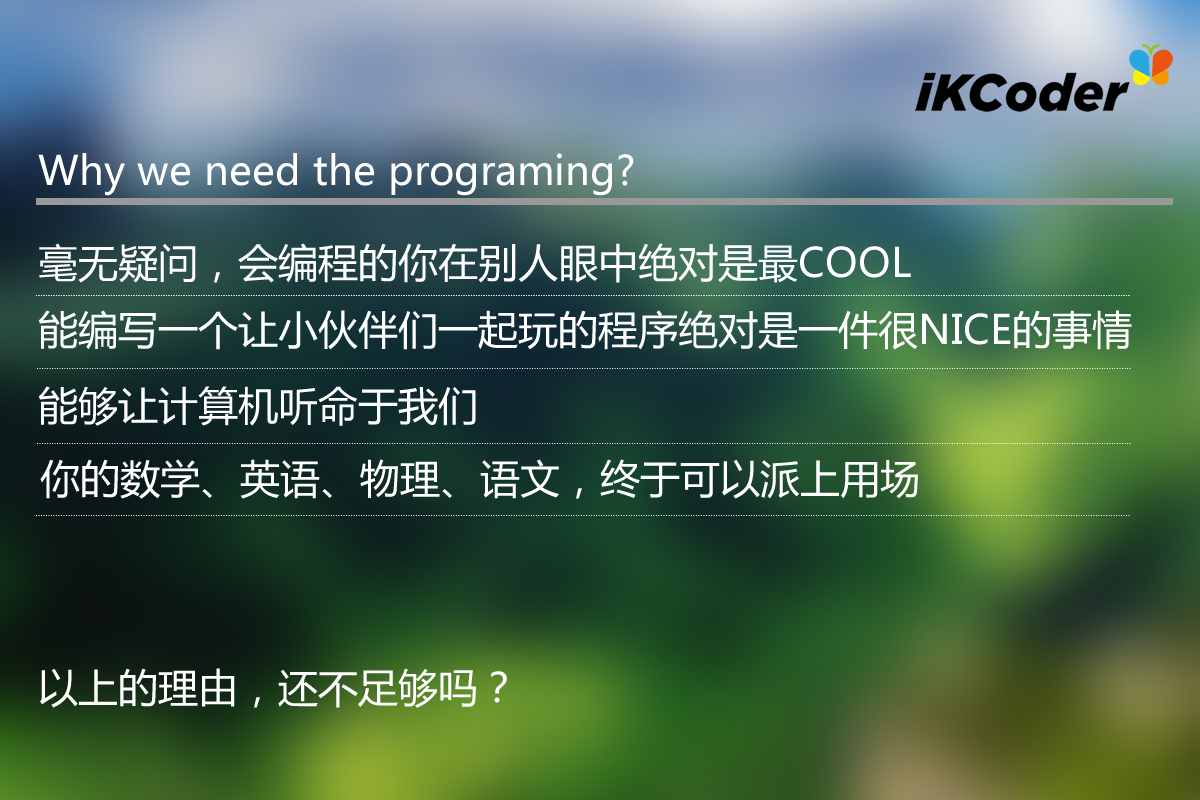 iKCoder
Why we need the programing?
毫无疑问，会编程的你在别人眼中绝对是最COOL
能编写一个让小伙伴们一起玩的程序绝对是一件很NICE的事情
能够让计算机听命于我们
你的数学、英语、物理、语文，终于可以派上用场
以上的理由，还不足够吗？